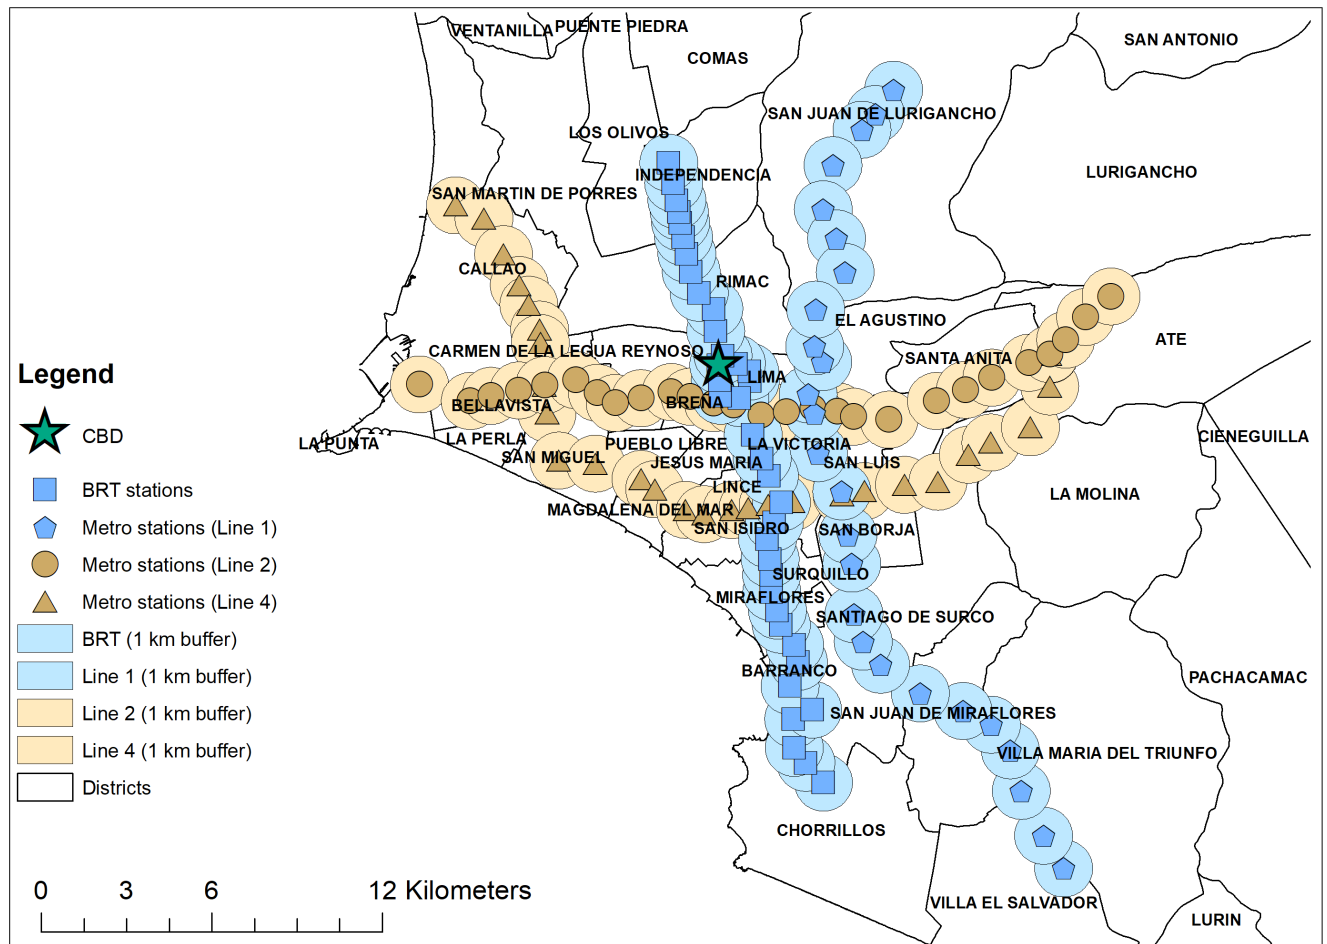 VENTANILLA
PUENTE PIEDRA
SAN ANTONIO
COMAS
SAN JUAN DE LURIGANCHO
LOS OLIVOS
INDEPENDENCIA
LURIGANCHO
SAN MARTIN DE PORRES
CALLAO
RIMAC
EL AGUSTINO
ATE
CARMEN DE LA LEGUA REYNOSO
SANTA ANITA
LIMA
BREÑA
BELLAVISTA
LA PUNTA
LA PERLA
PUEBLO LIBRE
LA VICTORIA
CIENEGUILLA
SAN MIGUEL
JESUS MARIA
SAN LUIS
LINCE
LA MOLINA
MAGDALENA DEL MAR
SAN ISIDRO
SAN BORJA
SURQUILLO
MIRAFLORES
SANTIAGO DE SURCO
BARRANCO
PACHACAMAC
SAN JUAN DE MIRAFLORES
VILLA MARIA DEL TRIUNFO
CHORRILLOS
VILLA EL SALVADOR
LURIN
Legend
CBD
BRT stations
Metro stations (Line 1)
Metro stations (Line 2)
Metro stations (Line 4)
BRT (1 km buffer)
Line 1 (1 km buffer)
Line 2 (1 km buffer)
Line 4 (1 km buffer)
Districts
0 3 6 12 Kilometers